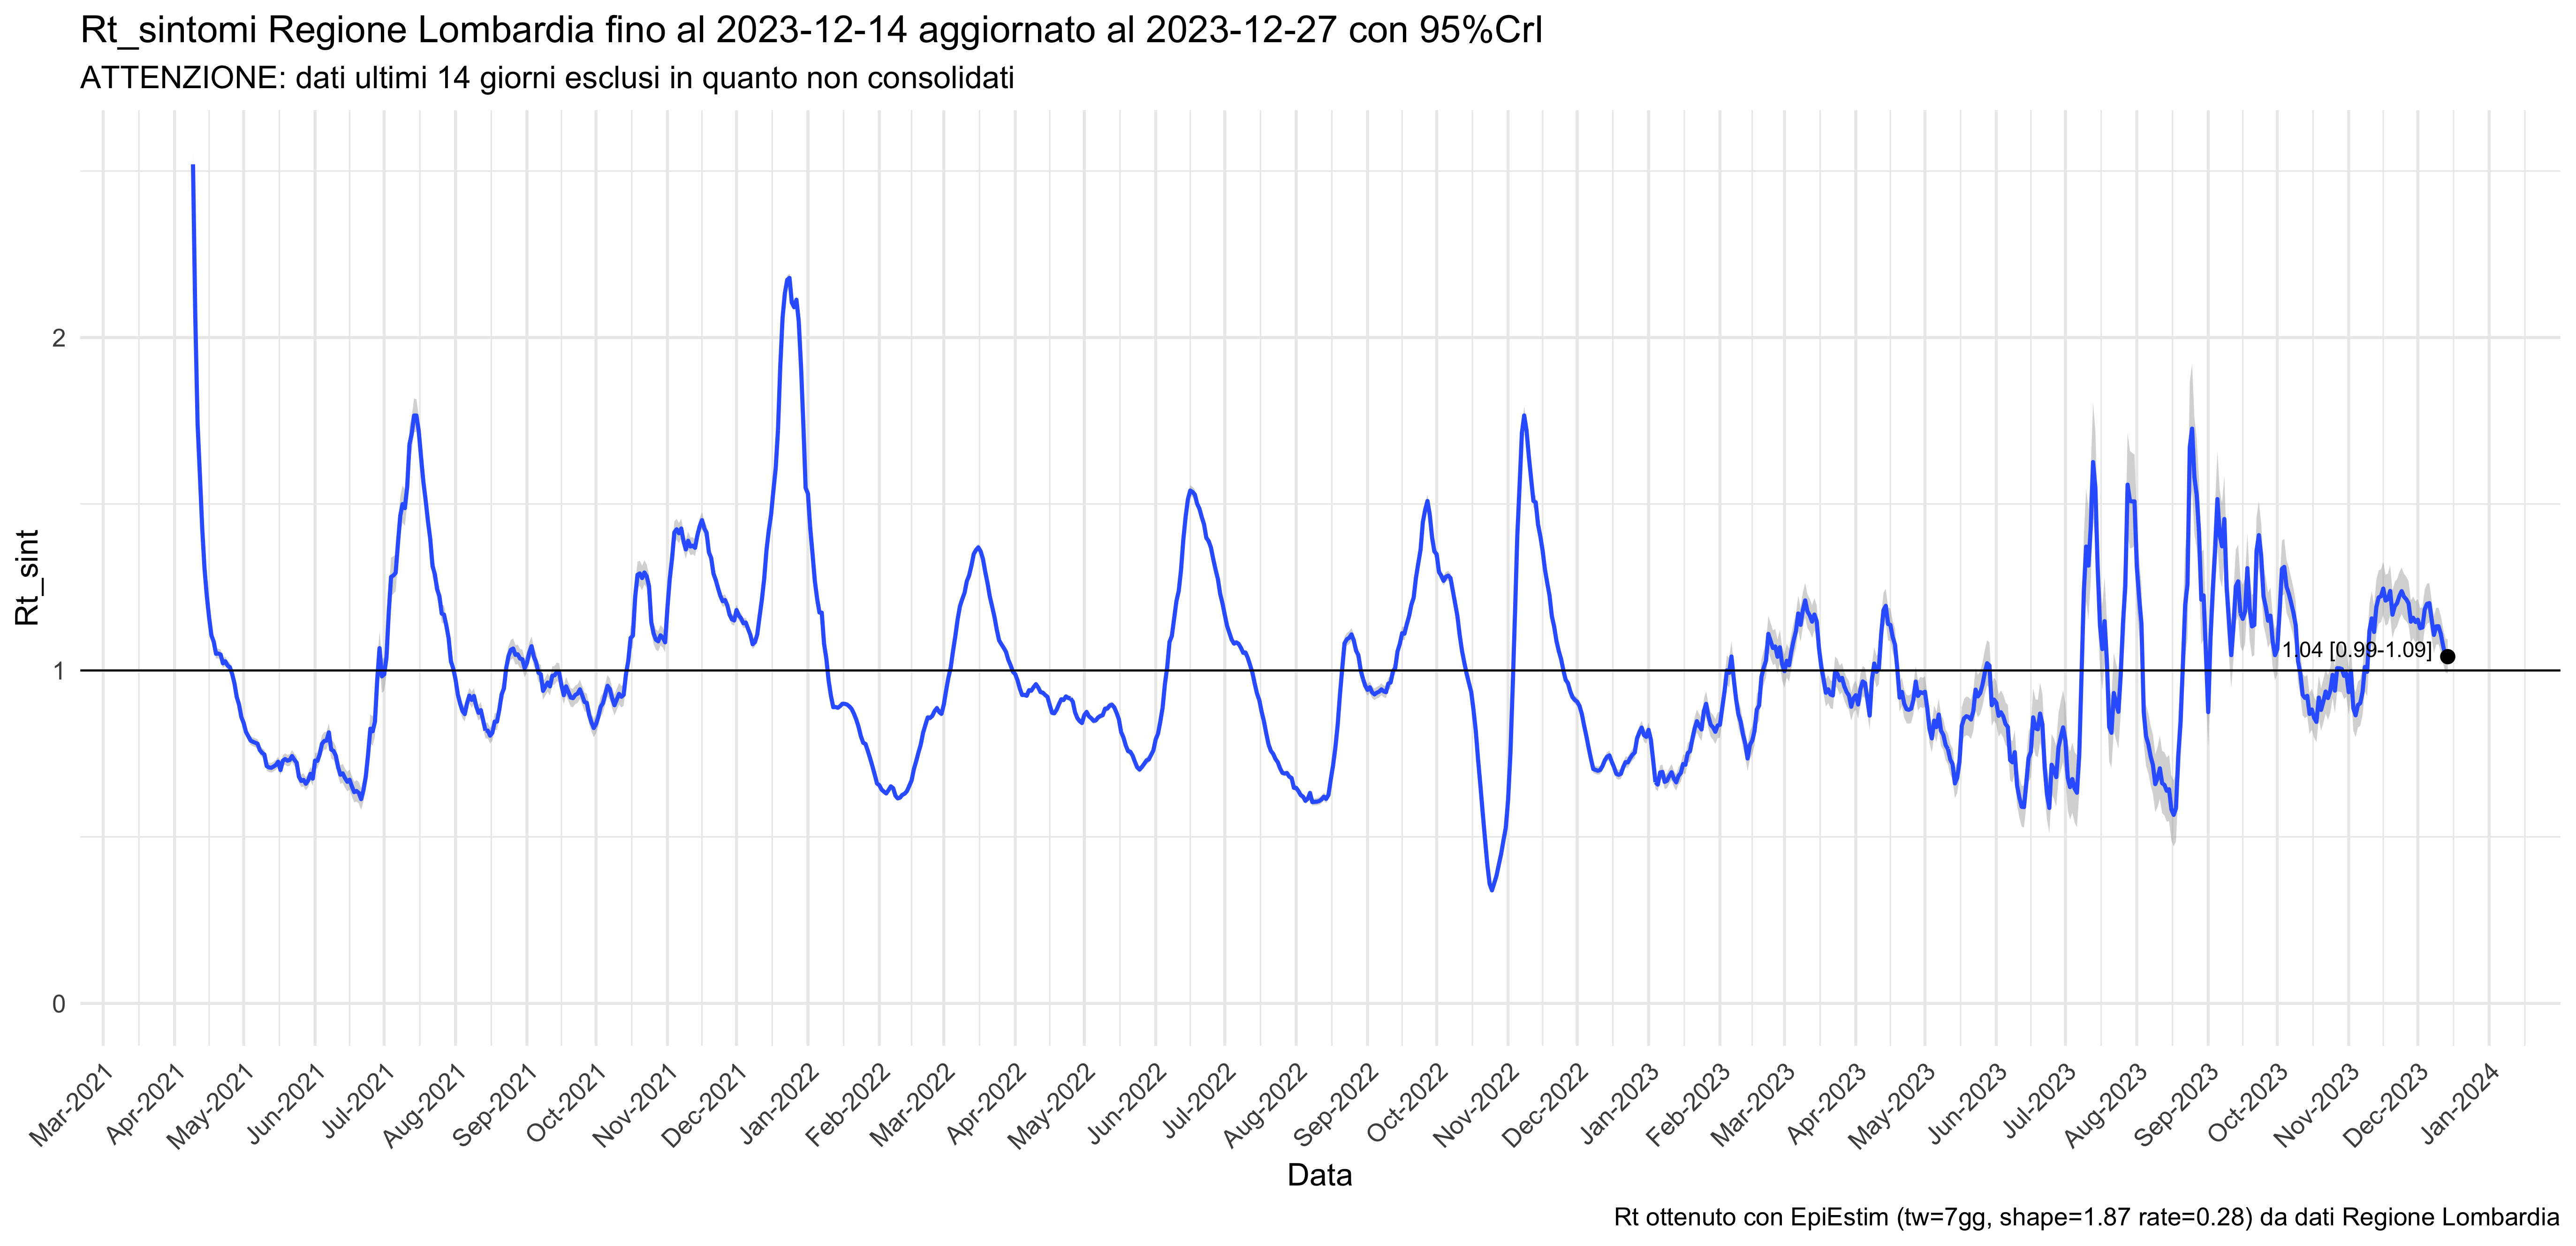 Rt_sintomi Regione Lombardia fino al 2023-12-14 aggiornato al 2023-12-27 con 95%CrI
ATTENZIONE: dati ultimi 14 giorni esclusi in quanto non consolidati
Rt_sint
2
1
0
1.04 [0.99-1.09]
Mar-2021
Apr-2021
May-2021
Jun-2021
Jul-2021
Aug-2021
Sep-2021
Oct-2021
Nov-2021
Dec-2021
Jan-2022
Feb-2022
Mar-2022
Apr-2022
May-2022
Jun-2022
Jul-2022
Aug-2022
Sep-2022
Oct-2022
Nov-2022
Dec-2022
Jan-2023
Feb-2023
Mar-2023
Apr-2023
May-2023
Jun-2023
Jul-2023
Aug-2023
Sep-2023
Oct-2023
Nov-2023
Dec-2023
Jan-2024
Data
Rt ottenuto con EpiEstim (tw=7gg, shape=1.87 rate=0.28) da dati Regione Lombardia